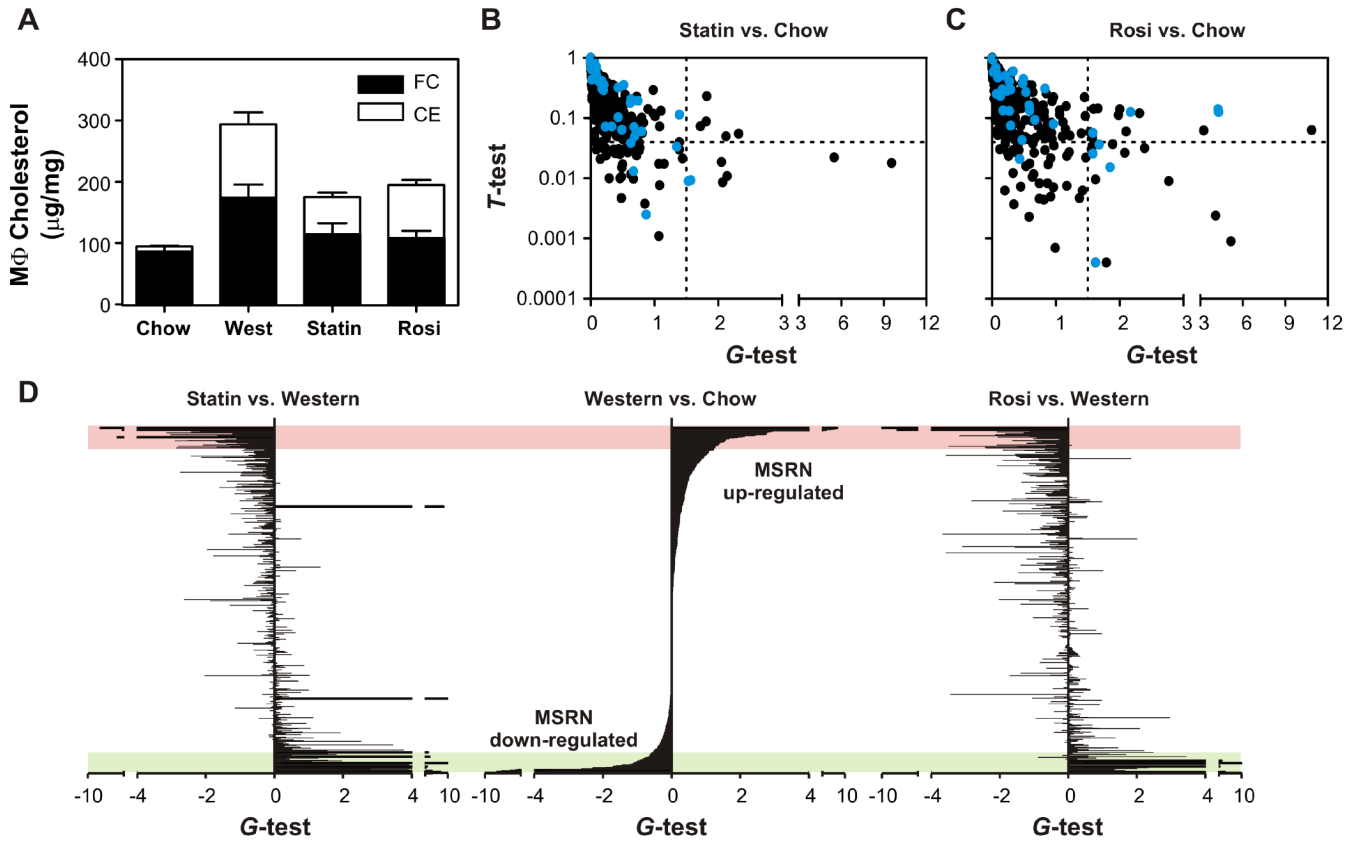 A
MΦ Cholesterol
(μg/mg)
400
300
200
100
0
FC
CE
Chow West Statin Rosi
B
Statin vs. Chow
T-test
1
0.1
0.01
0.001
0.0001
0 1 2 3 3 6 9 12
G-test
C
Rosi vs. Chow
0 1 2 3 3 6 9 12
G-test
D
Statin vs. Western
-10 -4 -2 0 2 4 10
G-test
Western vs. Chow
MSRN
up-regulated
MSRN
down-regulated
-10 -4 -2 0 2 4 10
G-test
Rosi vs. Western
-10 -4 -2 0 2 4 10
G-test